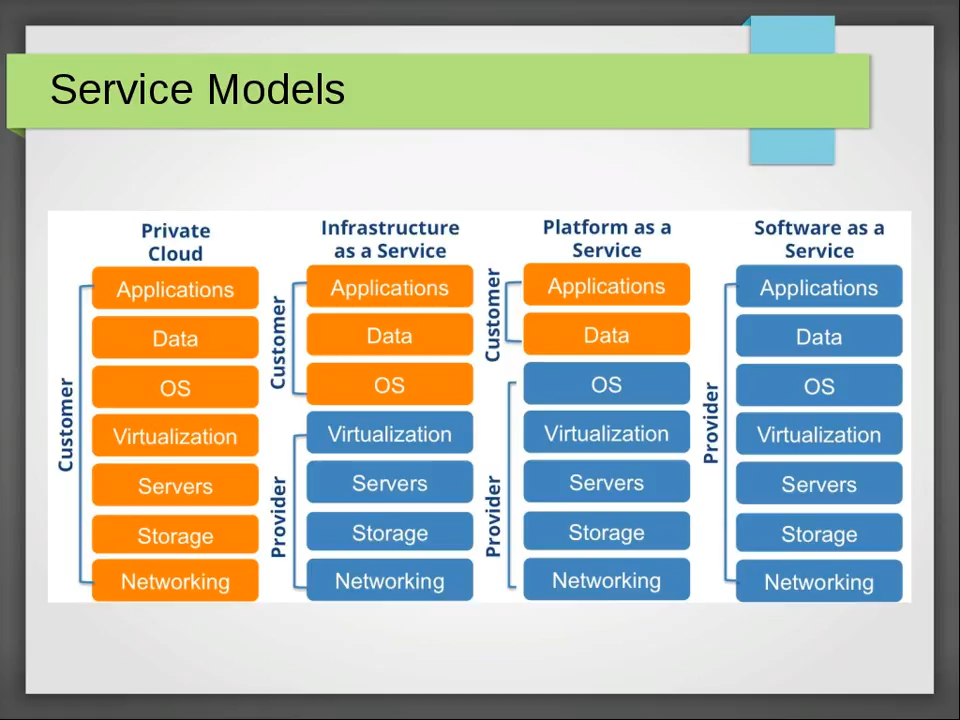 Service Models
Private
Cloud
Customer
Applications
Data
OS
Virtualization
Servers
Storage
Networking
Infrastructure
as a Service
Customer
Provider
Applications
Data
OS
Virtualization
Servers
Storage
Networking
Platform as a
Service
Customer
Provider
Applications
Data
OS
Virtualization
Servers
Storage
Networking
Software as a
Service
Provider
Applications
Data
OS
Virtualization
Servers
Storage
Networking